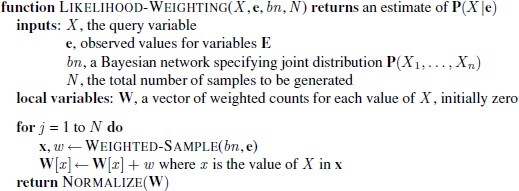 function LIKELIHOOD-WEIGHTING(X, e, bn, N) returns an estimate of P(X|e)
inputs: X, the query variable
e, observed values for variables E
bn, a Bayesian network specifying joint distribution P(X₁, . . . , Xₙ)
N, the total number of samples to be generated
local variables: W, a vector of weighted counts for each value of X, initially zero
for j = 1 to N do
x, w ← WEIGHTED-SAMPLE(bn, e)
W[x] ← W[x] + w where x is the value of X in x
return NORMALIZE(W)